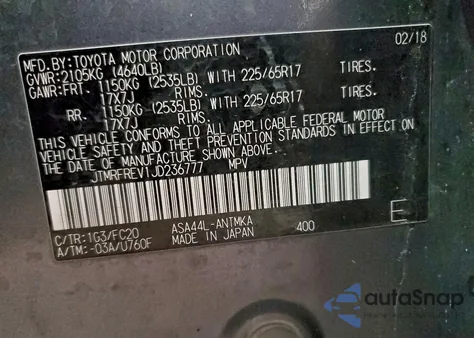 MFD.BY:TOYOTA MOTOR CORPORATION 02/18
GVWR:2105KG (4640LB)
GAWR:FRT. 1150KG (2535LB) WITH 225/65R17 TIRES.
17X7J RIMS.
RR. 1150KG (2535LB) WITH 225/65R17 TIRES.
17X7J RIMS.
THIS VEHICLE CONFORMS TO ALL APPLICABLE FEDERAL MOTOR
VEHICLE SAFETY AND THEFT PREVENTION STANDARDS IN EFFECT ON
THE DATE OF MANUFACTURE SHOWN ABOVE.
JTMRFREV1JD236777 MPV
C/TR:1G3/FC20 ASA44L-ANTMKA E
A/TM:-03A/U760F MADE IN JAPAN 400
autoSnap